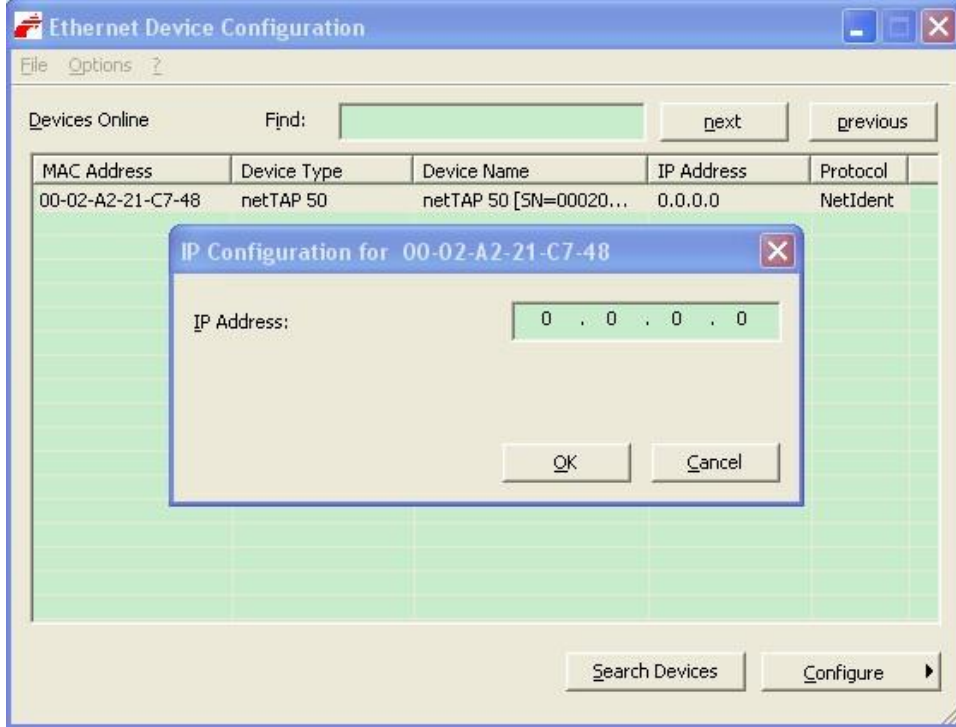 Ethernet Device Configuration
File Options ?
Devices Online Find: next previous
MAC Address Device Type Device Name IP Address Protocol
00-02-A2-21-C7-48 netTAP 50 netTAP 50 [SN=00020... 0.0.0.0 NetIdent
IP Configuration for 00-02-A2-21-C7-48
IP Address: 0 . 0 . 0 . 0
OK Cancel
Search Devices Configure